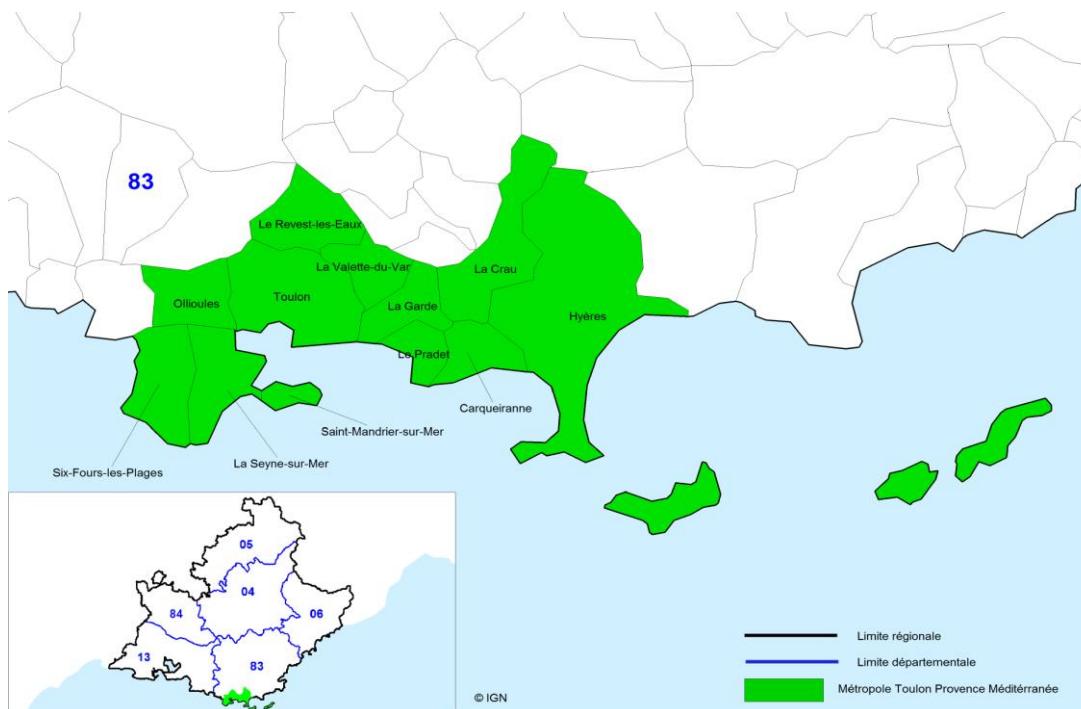 83
Le Revest-les-Eaux
La Valette-du-Var
La Crau
Ollioules
Toulon
La Garde
Hyères
Le Pradet
Carqueiranne
Saint-Mandrier-sur-Mer
La Seyne-sur-Mer
Six-Fours-les-Plages
05
04
84
06
13
83
© IGN
Limite régionale
Limite départementale
Métropole Toulon Provence Méditérranée